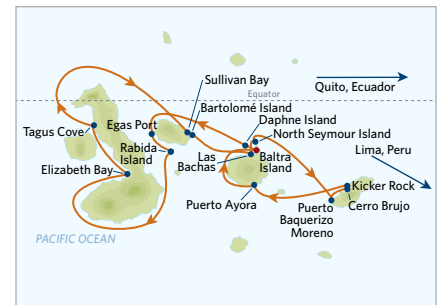 Sullivan Bay
Equator
Quito, Ecuador
Bartolomé Island
Egas Port
Daphne Island
Tagus Cove
North Seymour Island
Rabida
Island
Lima, Peru
Las
Bachas
Baltra
Island
Elizabeth Bay
Kicker Rock
Puerto Ayora
Puerto
Baquerizo
Moreno
Cerro Brujo
PACIFIC OCEAN